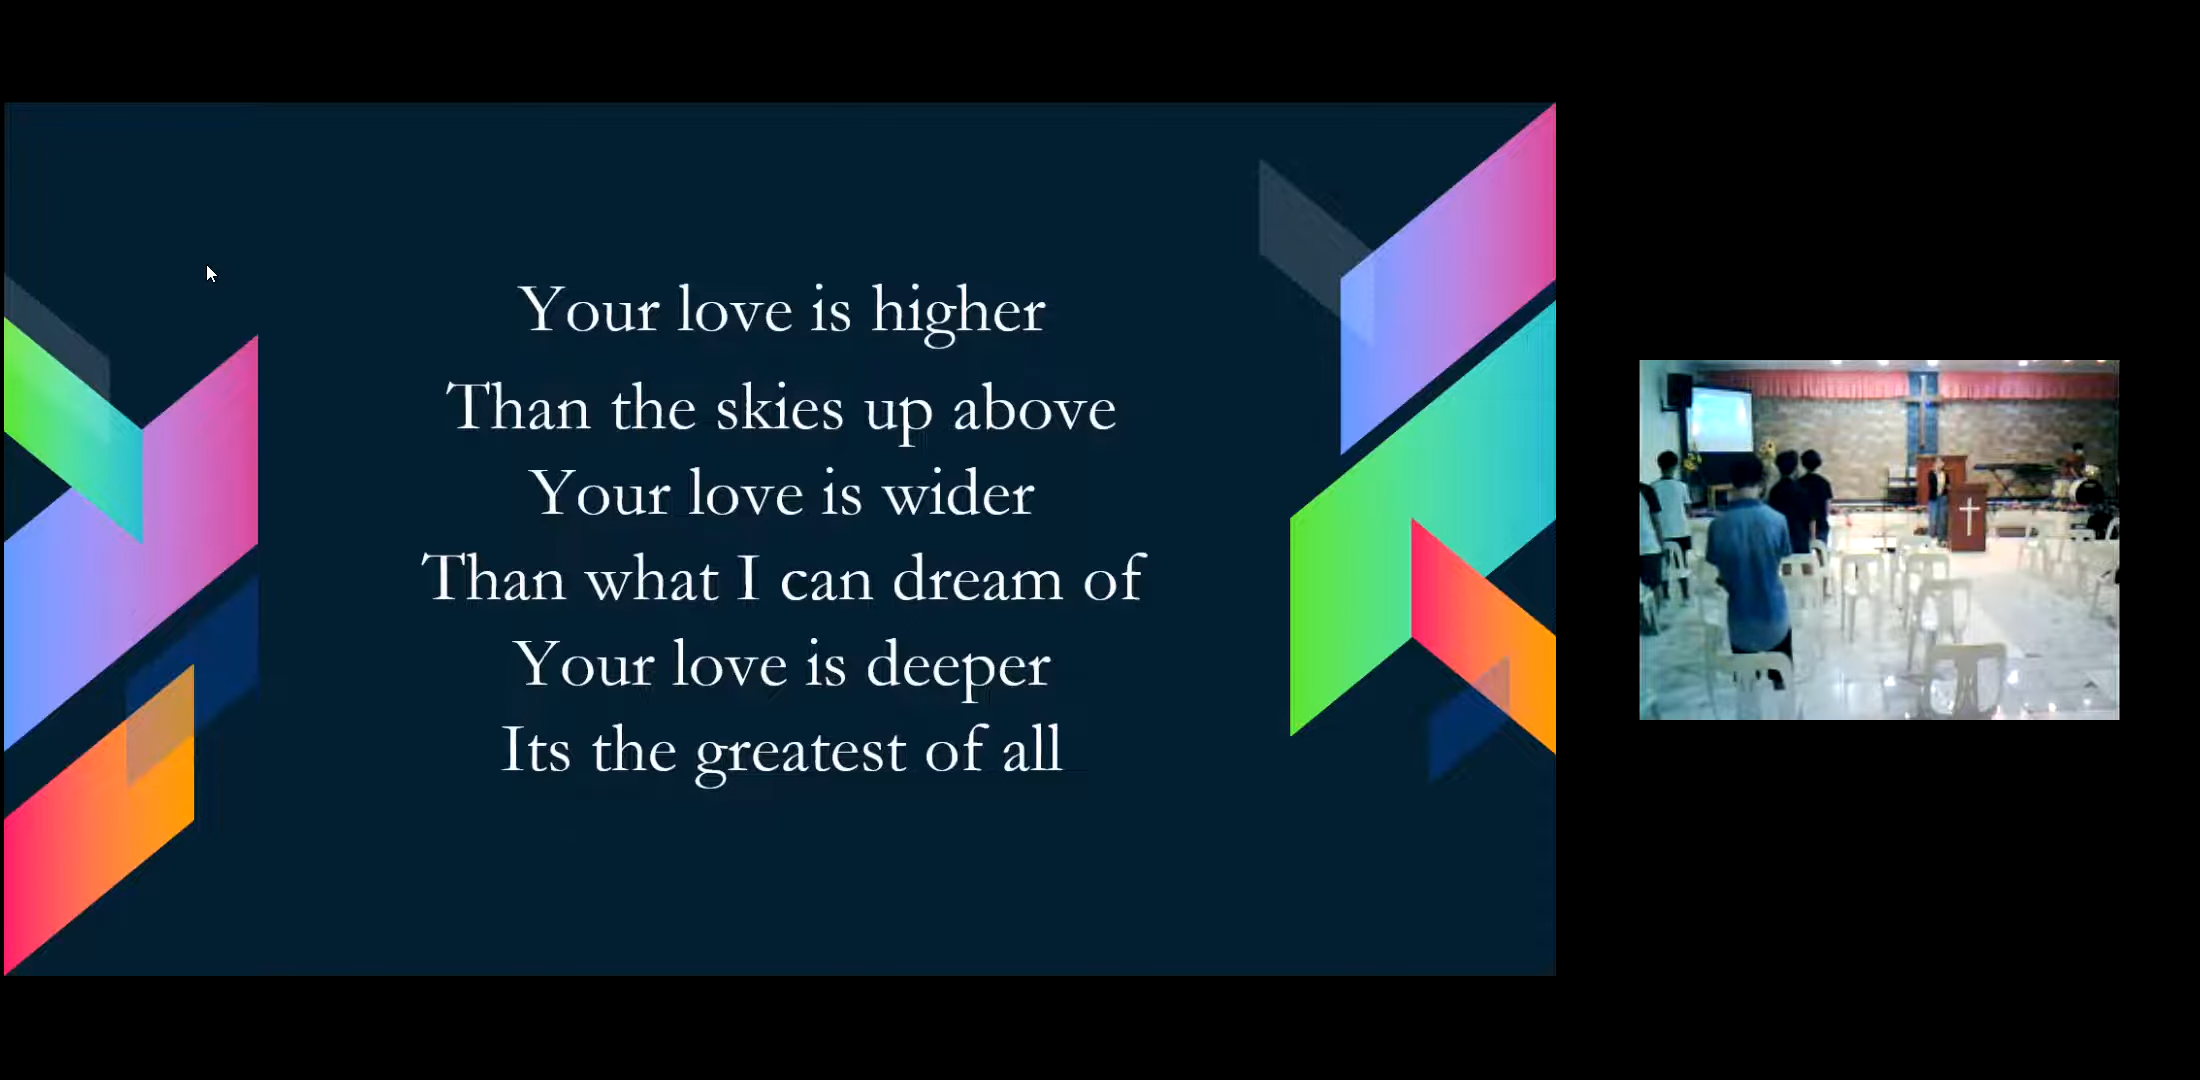 Your love is higher
Than the skies up above
Your love is wider
Than what I can dream of
Your love is deeper
Its the greatest of all